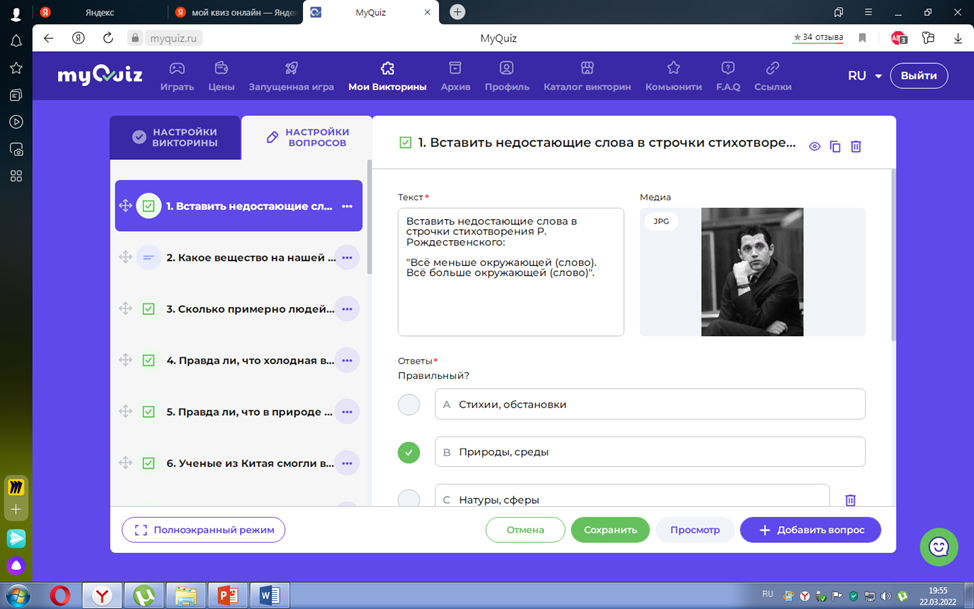 Яндекс
мой квиз онлайн — Янде
MyQuiz
myquiz.ru
MyQuiz
34 отзыва
3
myQuiz
Играть
Цены
Запущенная игра
Мои Викторины
Архив
Профиль
Каталог викторин
Комьюнити
F.A.Q
Ссылки
RU
Выйти
НАСТРОЙКИ
ВИКТОРИНЫ
НАСТРОЙКИ
ВОПРОСОВ
1. Вставить недостающие сл...
2. Какое вещество на нашей ...
3. Сколько примерно людей...
4. Правда ли, что холодная в...
5. Правда ли, что в природе ...
6. Ученые из Китая смогли в...
1. Вставить недостающие слова в строчки стихотворе...
Текст*
Вставить недостающие слова в
строчки стихотворения Р.
Рождественского:
"Всё меньше окружающей (слово).
Всё больше окружающей (слово)".
Медиа
JPG
Ответы*
Правильный?
A Стихии, обстановки
B Природы, среды
C Натуры, сферы
Полноэкранный режим
Отмена
Сохранить
Просмотр
+ Добавить вопрос
RU
19:55
22.03.2022